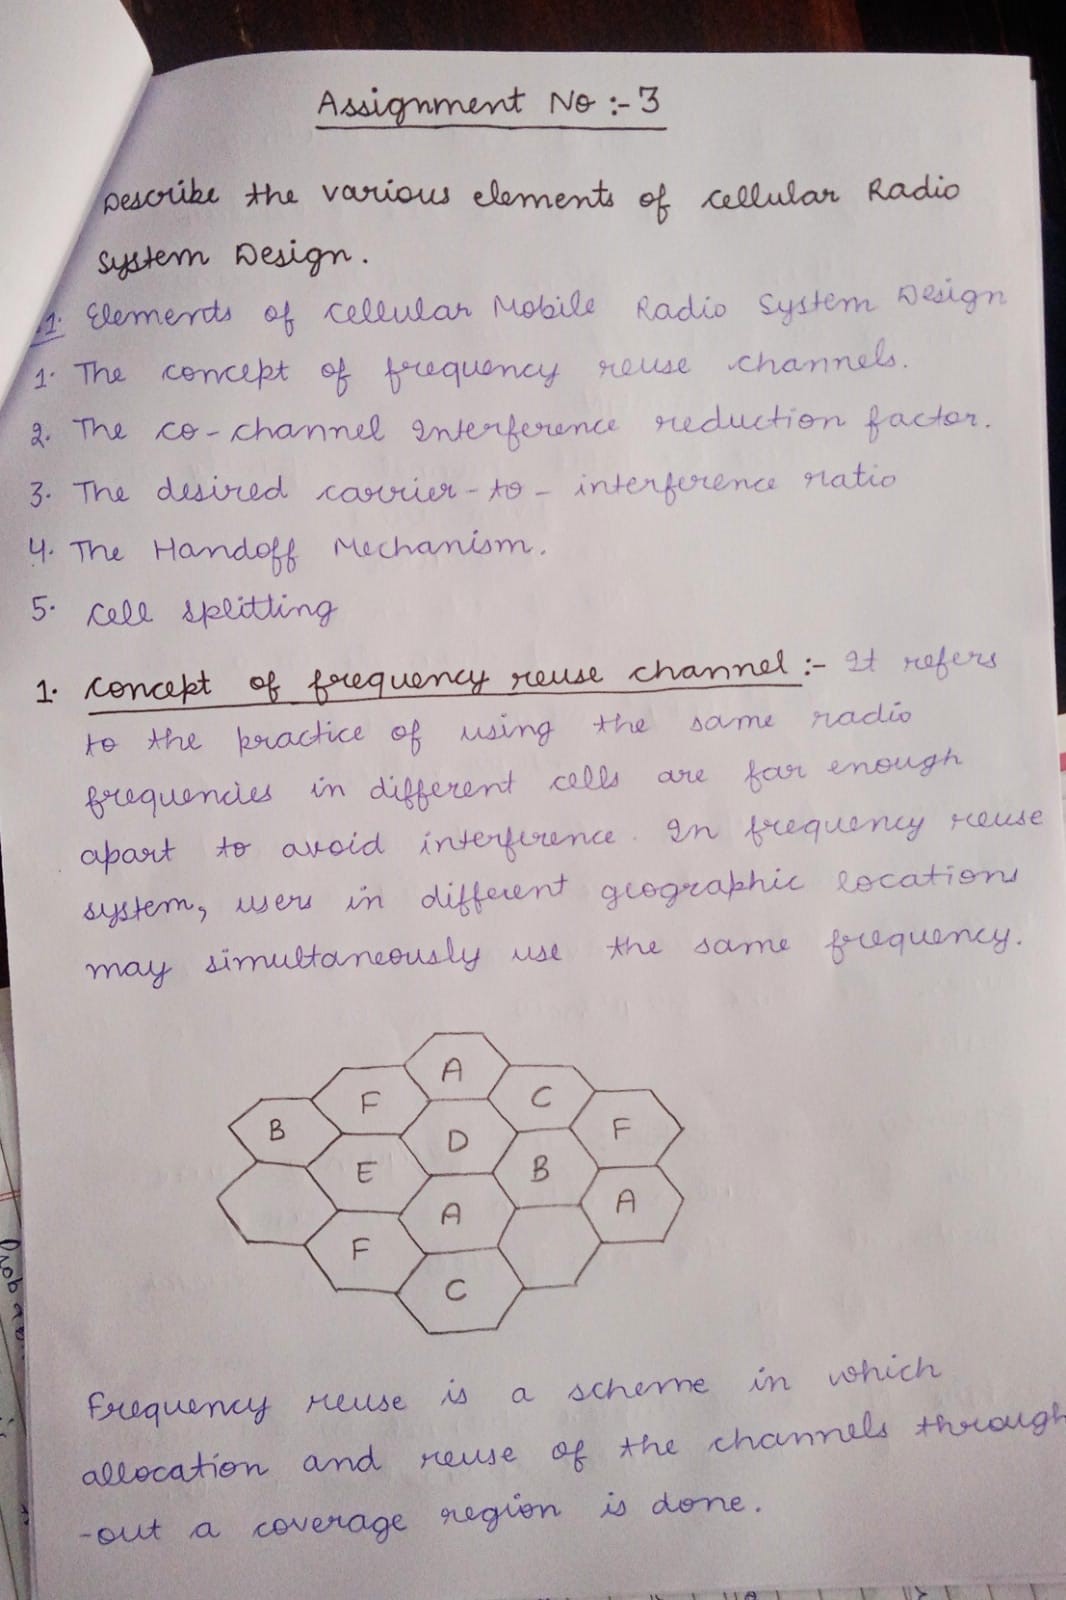 Assignment No :- 3
Describe the various elements of cellular Radio
System Design.
1. Elements of cellular Mobile Radio System Design
1. The concept of frequency reuse channels.
2. The co-channel Interference reduction factor.
3. The desired carrier-to-interference ratio
4. The Handoff Mechanism.
5. cell splitting
1. concept of frequency reuse channel :- It refers
to the practice of using the same radio
frequencies in different cells are far enough
apart to avoid interference. In frequency reuse
system, users in different geographic locations
may simultaneously use the same frequency.
A
F C
B D F
E B
A A
F
C
Frequency reuse is a scheme in which
allocation and reuse of the channels through
-out a coverage region is done.